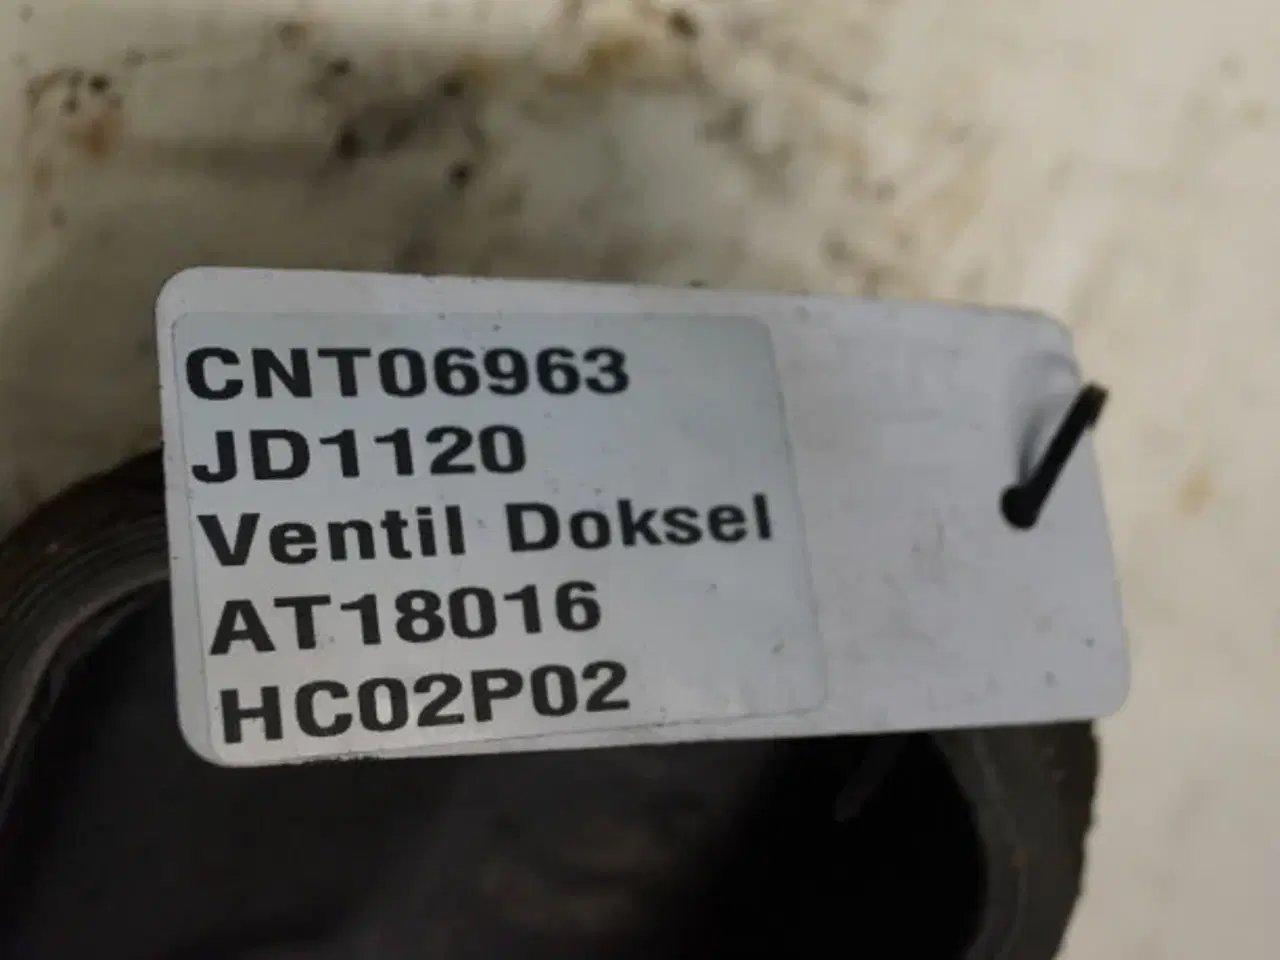 CNT06963
JD1120
Ventil Doksel
AT18016
HC02P02